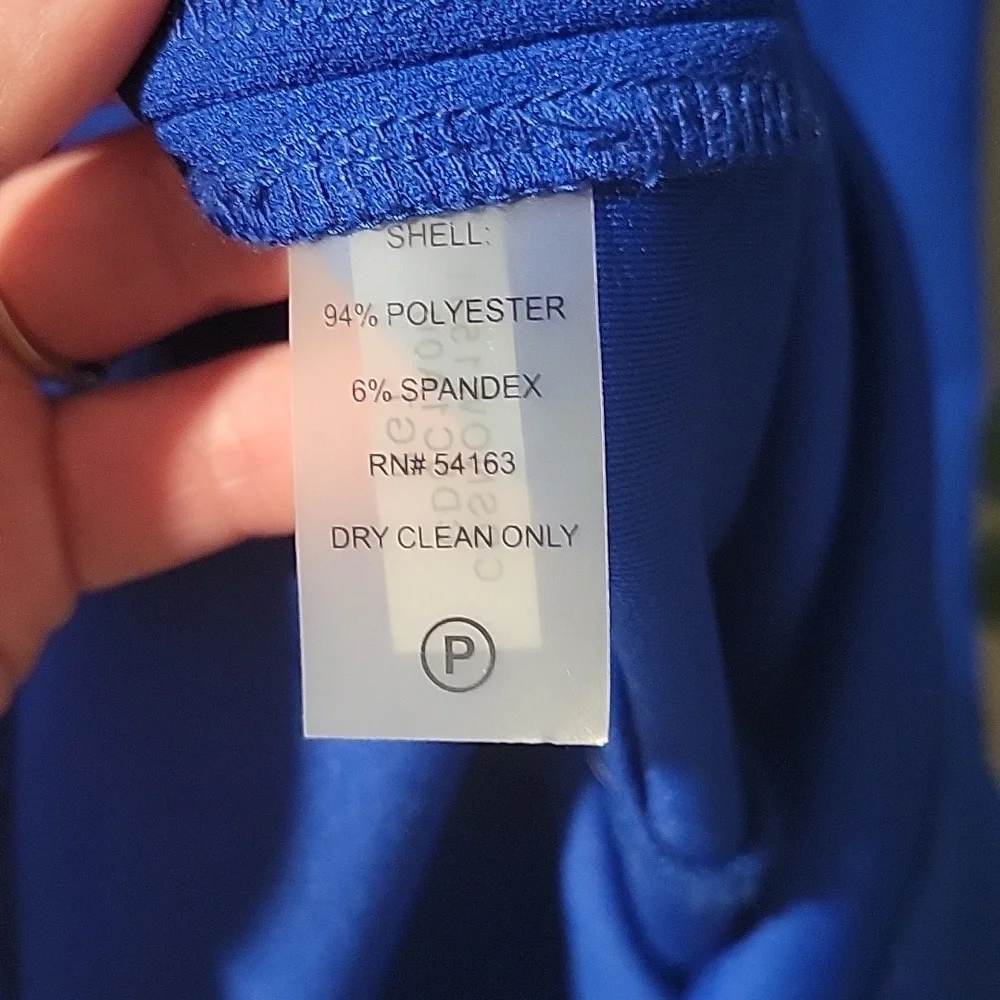 SHELL:
94% POLYESTER
6% SPANDEX
RN# 54163
DRY CLEAN ONLY
P